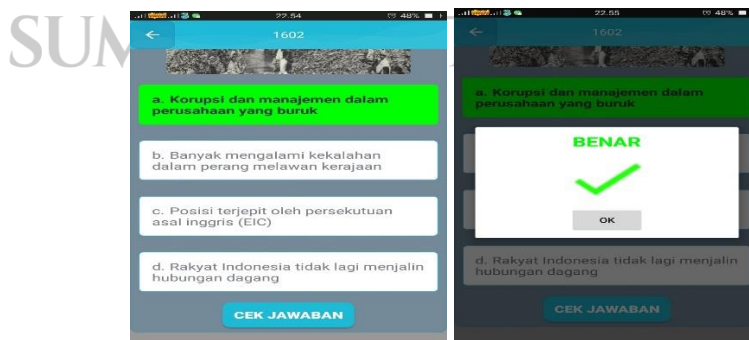 SUM
22.54
48%
1602
a. Korupsi dan manajemen dalam
perusahaan yang buruk
b. Banyak mengalami kekalahan
dalam perang melawan kerajaan
c. Posisi terjepit oleh persekutuan
asal inggris (EIC)
d. Rakyat Indonesia tidak lagi menjalin
hubungan dagang
CEK JAWABAN
22.55
48%
1602
a. Korupsi dan manajemen dalam
perusahaan yang buruk
BENAR
OK
d. Rakyat Indonesia tidak lagi menjalin
hubungan dagang
CEK JAWABAN